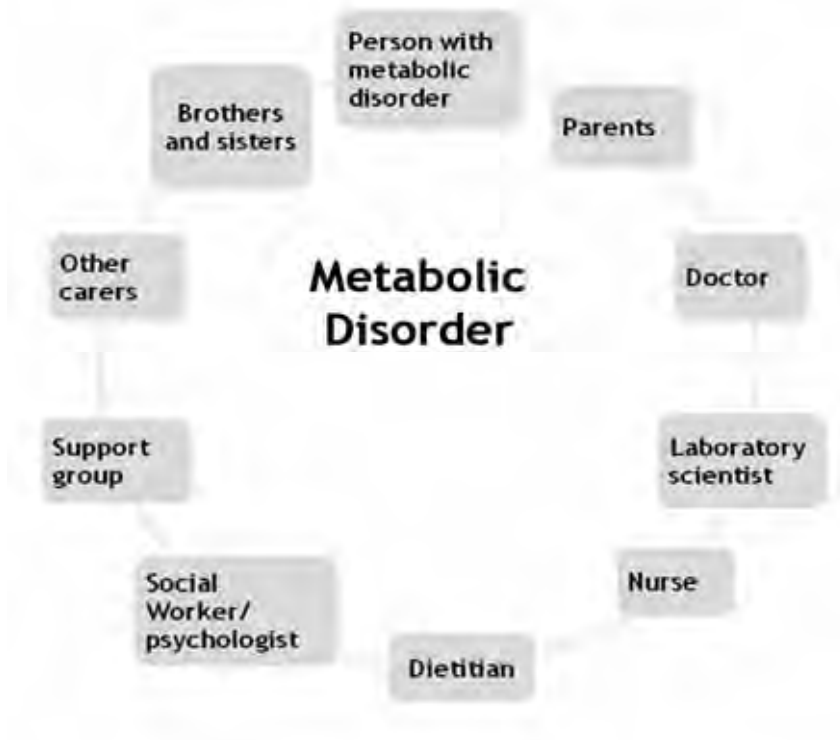 Person with
metabolic
disorder
Parents
Doctor
Laboratory
scientist
Nurse
Dietitian
Social
Worker/
psychologist
Support
group
Other
carers
Brothers
and sisters
Metabolic
Disorder